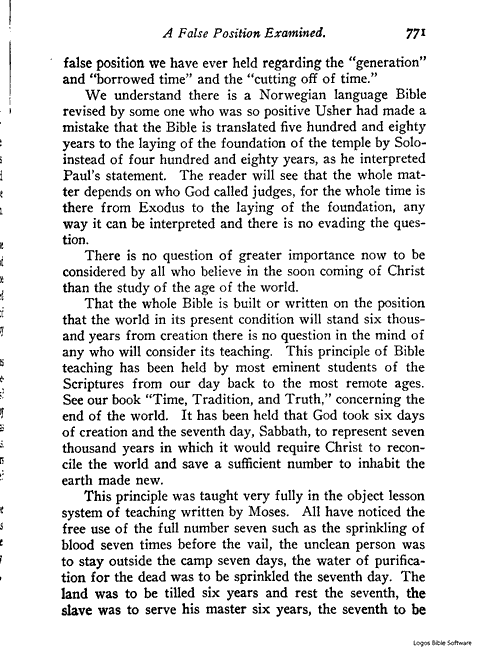 A False Position Examined. 771
false position we have ever held regarding the "generation"
and "borrowed time" and the "cutting off of time."
We understand there is a Norwegian language Bible
revised by some one who was so positive Usher had made a
mistake that the Bible is translated five hundred and eighty
years to the laying of the foundation of the temple by Solo-
instead of four hundred and eighty years, as he interpreted
Paul's statement. The reader will see that the whole mat-
ter depends on who God called judges, for the whole time is
there from Exodus to the laying of the foundation, any
way it can be interpreted and there is no evading the ques-
tion.
There is no question of greater importance now to be
considered by all who believe in the soon coming of Christ
than the study of the age of the world.
That the whole Bible is built or written on the position
that the world in its present condition will stand six thous-
and years from creation there is no question in the mind of
any who will consider its teaching. This principle of Bible
teaching has been held by most eminent students of the
Scriptures from our day back to the most remote ages.
See our book "Time, Tradition, and Truth," concerning the
end of the world. It has been held that God took six days
of creation and the seventh day, Sabbath, to represent seven
thousand years in which it would require Christ to recon-
cile the world and save a sufficient number to inhabit the
earth made new.
This principle was taught very fully in the object lesson
system of teaching written by Moses. All have noticed the
free use of the full number seven such as the sprinkling of
blood seven times before the vail, the unclean person was
to stay outside the camp seven days, the water of purifica-
tion for the dead was to be sprinkled the seventh day. The
land was to be tilled six years and rest the seventh, the
slave was to serve his master six years, the seventh to be
Logos Bible Software